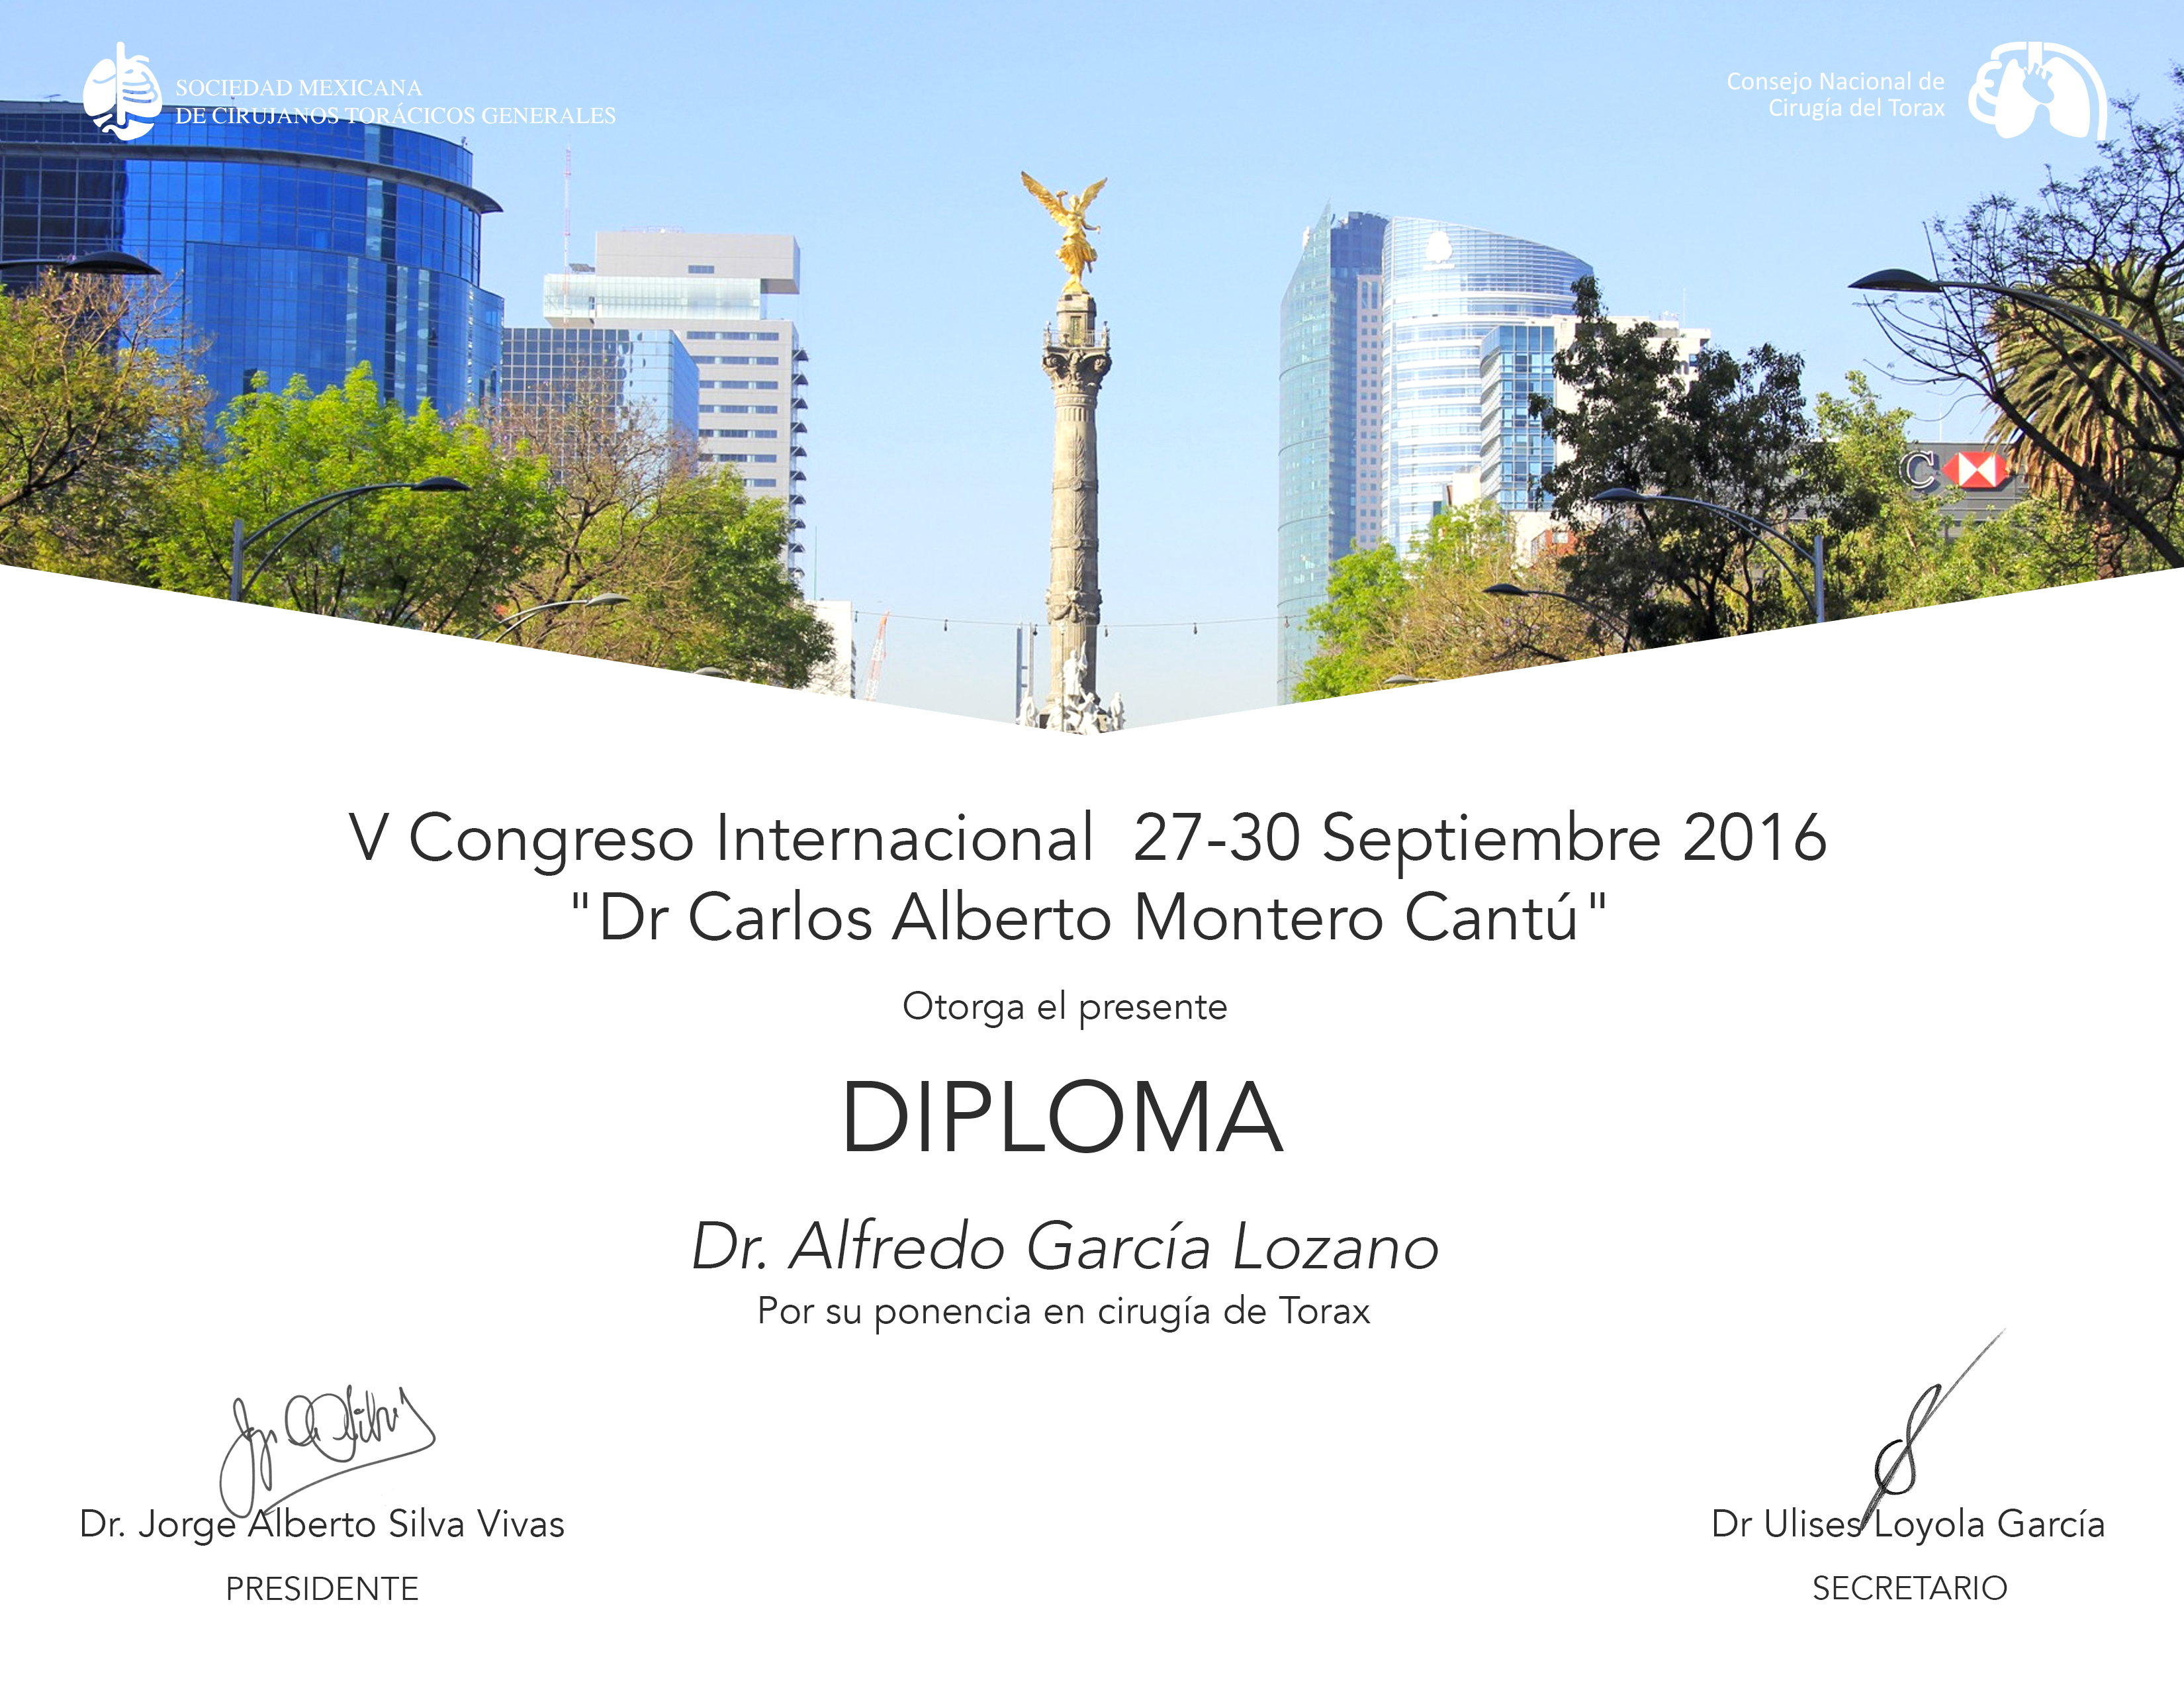 SOCIEDAD MEXICANA
DE CIRUJANOS TORÁCICOS GENERALES
Consejo Nacional de
Cirugía del Torax
C
V Congreso Internacional 27-30 Septiembre 2016
"Dr Carlos Alberto Montero Cantú"
Otorga el presente
DIPLOMA
Dr. Alfredo García Lozano
Por su ponencia en cirugía de Torax
Dr. Jorge Alberto Silva Vivas
PRESIDENTE
Dr Ulises Loyola García
SECRETARIO